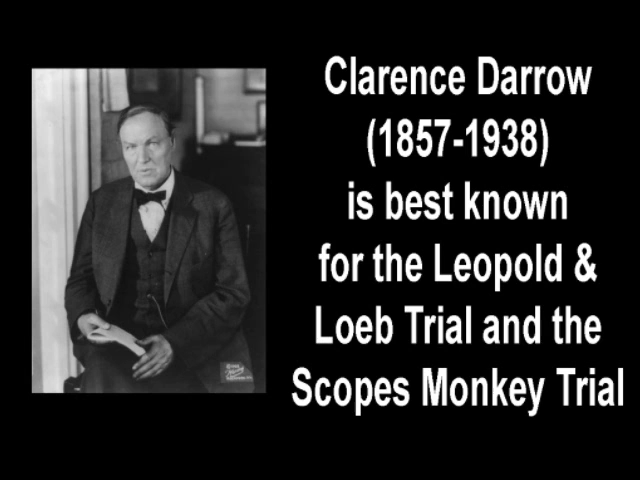 Clarence Darrow
(1857-1938)
is best known
for the Leopold &
Loeb Trial and the
Scopes Monkey Trial